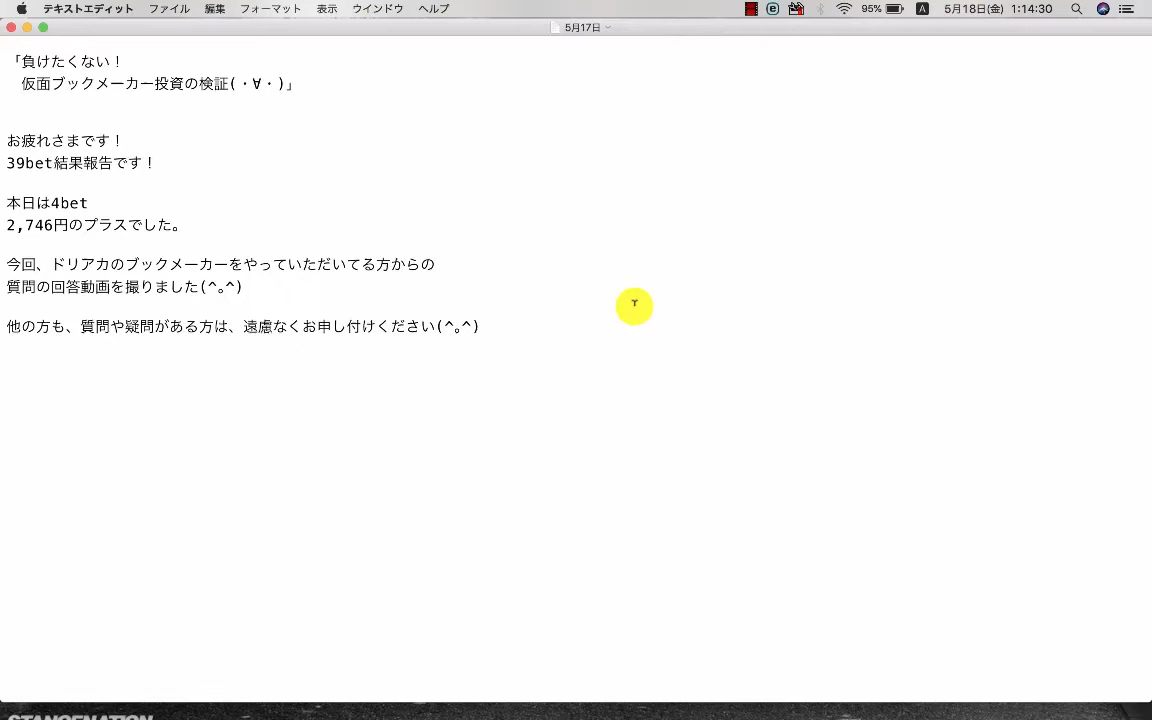 テキストエディット ファイル 編集 フォーマット 表示 ウインドウ ヘルプ 95% A 5月18日(金) 1:14:30
5月17日
「負けたくない！
仮面ブックメーカー投資の検証(・∀・)」
お疲れさまです！
39bet結果報告です！
本日は4bet
2,746円のプラスでした。
今回、ドリアカのブックメーカーをやっていただいてる方からの
質問の回答動画を撮りました(^｡^)
他の方も、質問や疑問がある方は、遠慮なくお申し付けください(^｡^)
STANCENATION